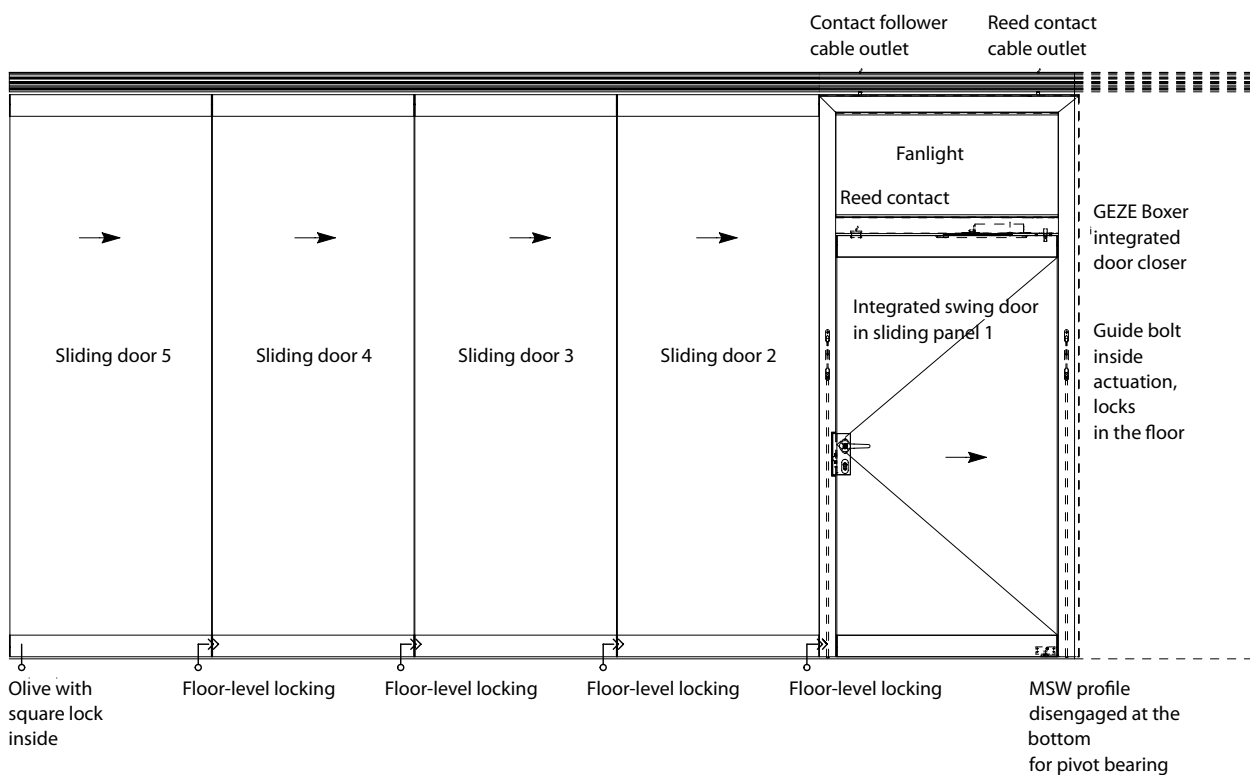 Contact follower
cable outlet
Reed contact
cable outlet
Fanlight
Reed contact
GEZE Boxer
integrated
door closer
Integrated swing door
in sliding panel 1
Guide bolt
inside
actuation,
locks
in the floor
Sliding door 5
Sliding door 4
Sliding door 3
Sliding door 2
Olive with
square lock
inside
Floor-level locking
Floor-level locking
Floor-level locking
Floor-level locking
MSW profile
disengaged at the
bottom
for pivot bearing